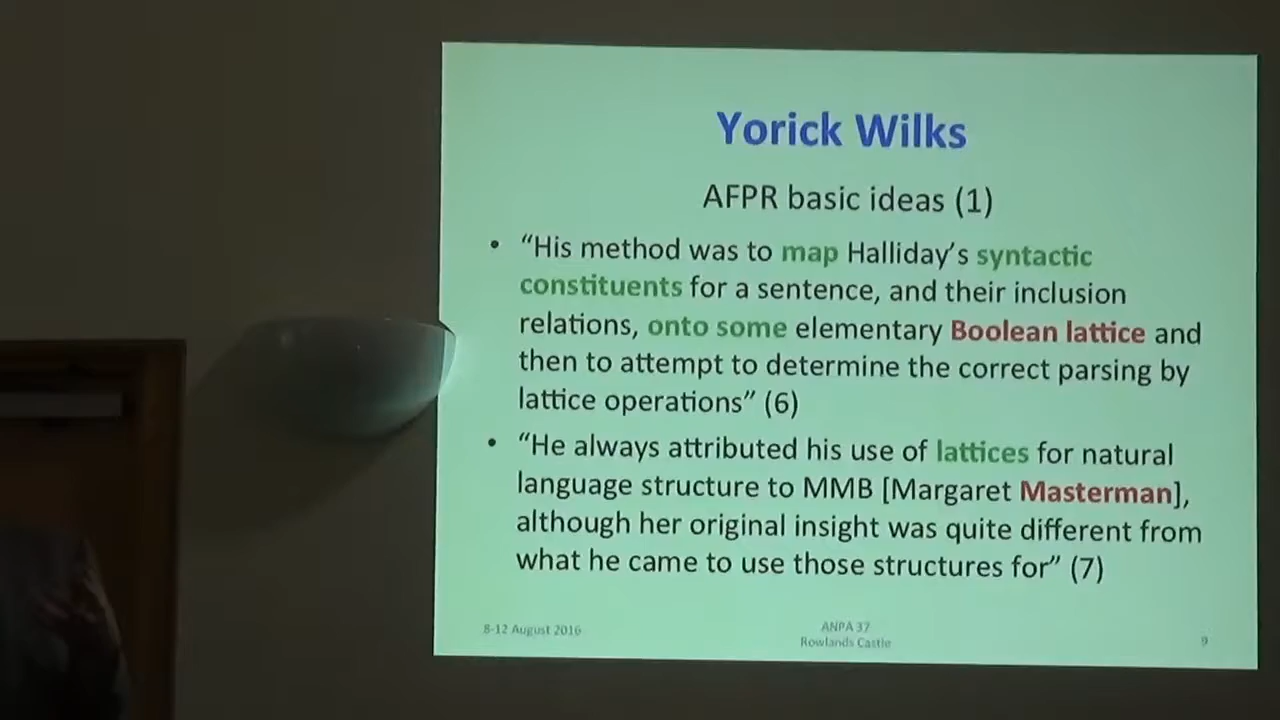 Yorick Wilks
AFPR basic ideas (1)
• “His method was to map Halliday’s syntactic
constituents for a sentence, and their inclusion
relations, onto some elementary Boolean lattice and
then to attempt to determine the correct parsing by
lattice operations” (6)
• “He always attributed his use of lattices for natural
language structure to MMB [Margaret Masterman],
although her original insight was quite different from
what he came to use those structures for” (7)
8-12 August 2016
ANPA 37
Rowlands Castle
9